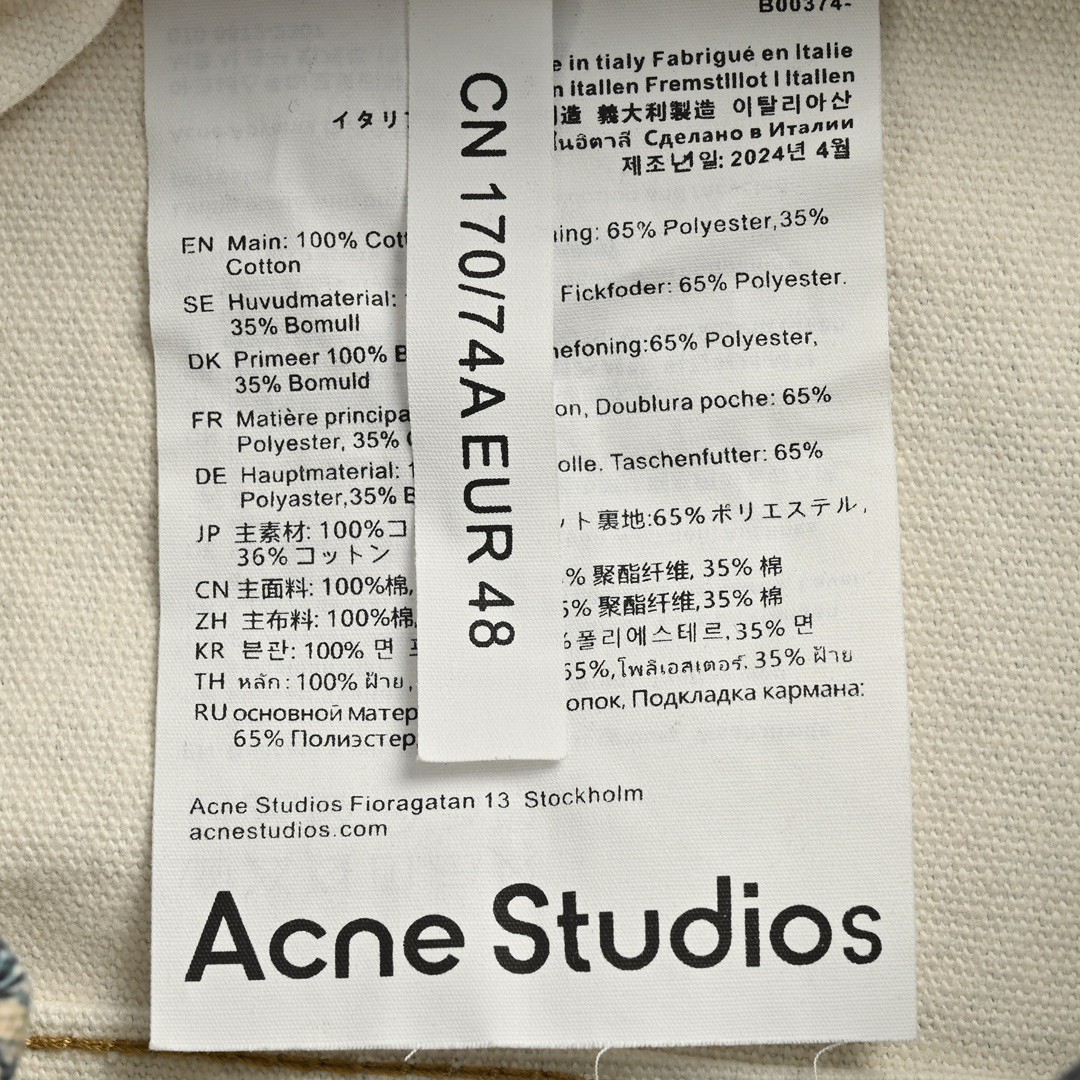 B00374-
e in tialy Fabrigué en Italie
n itallen Fremstlllot l Itallen
イタリ 造 義大利製造 이탈리아산
ในอิตาลี Сделано в Италии
제조년일: 2024년 4월
EN Main: 100% Cott ing: 65% Polyester,35%
Cotton
SE Huvudmaterial: Fickfoder: 65% Polyester.
35% Bomull
DK Primeer 100% B efoning:65% Polyester,
35% Bomuld
FR Matière principa on, Doublura poche: 65%
Polyester, 35%
DE Hauptmaterial: 1 olle. Taschenfutter: 65%
Polyaster,35% B
JP 主素材: 100%コ ット裏地:65% ポリエステル,
36% コットン
CN 主面料: 100%棉, % 聚酯纤维, 35% 棉
ZH 主布料: 100%棉, 5% 聚酯纤维,35% 棉
KR 븐관: 100% 면 % 폴리에스테르, 35% 면
TH หลัก: 100% ฝ้าย, 65%,โพลิเอสเตอร์. 35% ฝ้าย
RU основной матер опок, Подкладка кармана:
65% Полиэстер,
CN 170/74A EUR 48
Acne Studios Fioragatan 13 Stockholm
acnestudios.com
Acne Studios